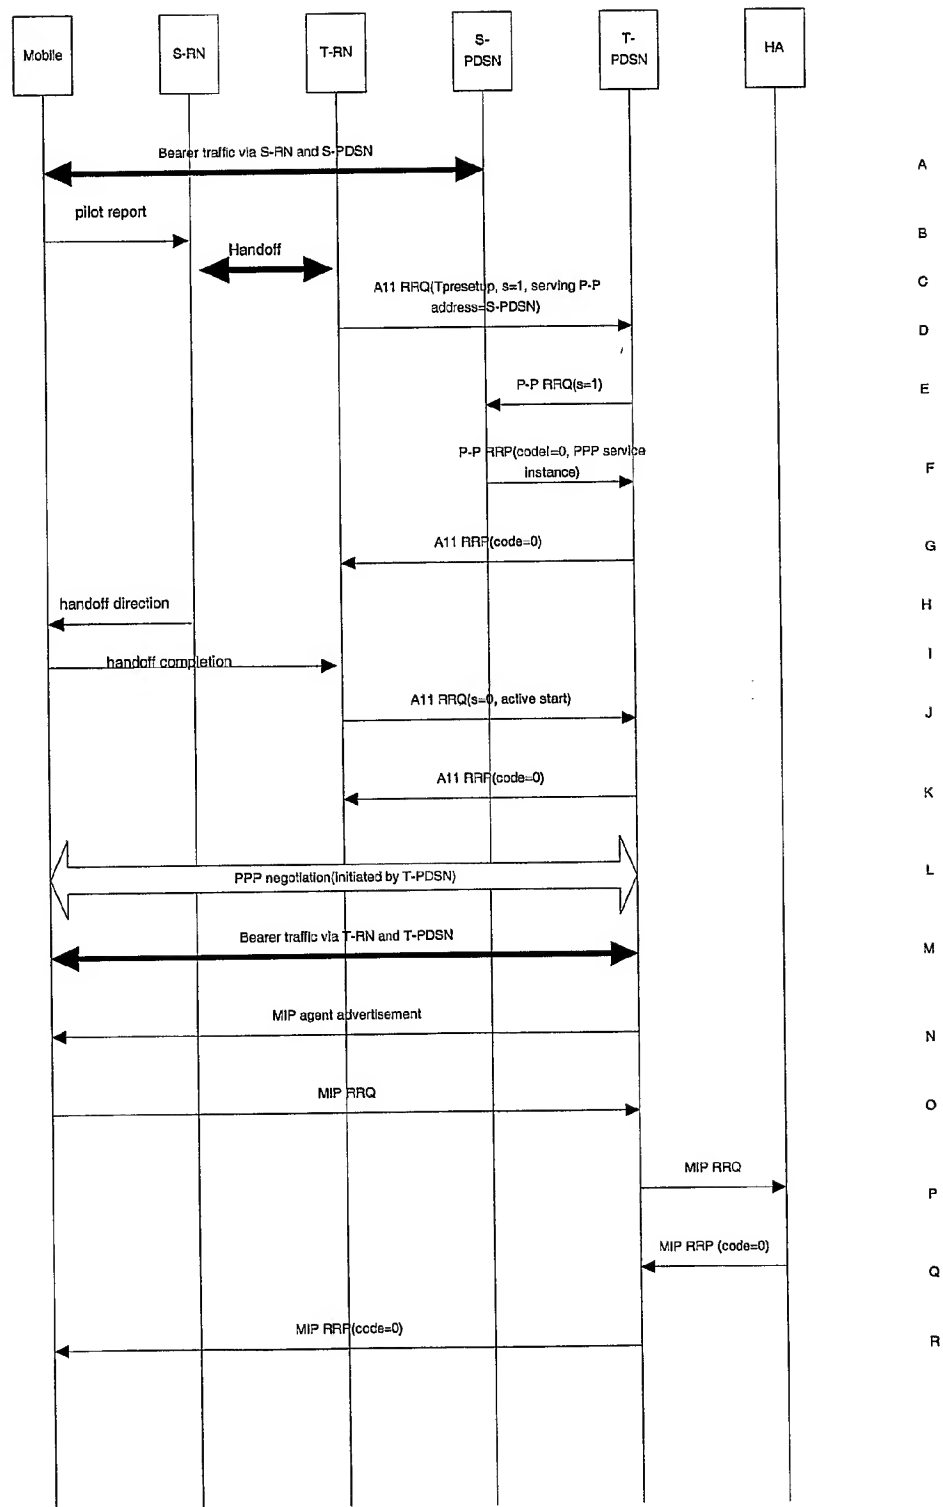 Mobile
S-RN
T-RN
S-
PDSN
T-
PDSN
HA
Bearer traffic via S-RN and S-PDSN
A
pilot report
B
Handoff
C
A11 RRQ(Tpresetup, s=1, serving P-P
address=S-PDSN)
D
P-P RRQ(s=1)
E
P-P RRP(code!=0, PPP service
instance)
F
A11 RRP(code=0)
G
handoff direction
H
handoff completion
I
A11 RRQ(s=0, active start)
J
A11 RRP(code=0)
K
PPP negotiation(initiated by T-PDSN)
L
Bearer traffic via T-RN and T-PDSN
M
MIP agent advertisement
N
MIP RRQ
O
MIP RRQ
P
MIP RRP (code=0)
Q
MIP RRP(code=0)
R